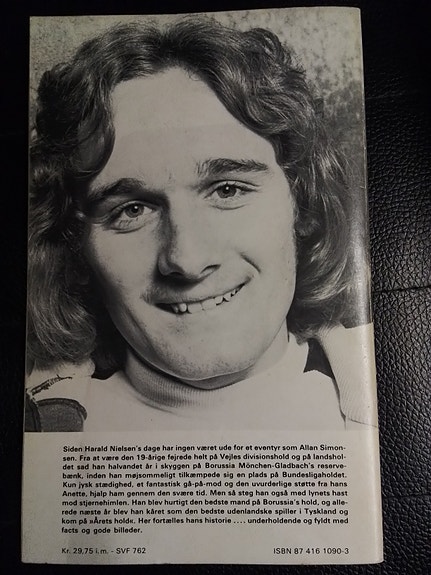 Siden Harald Nielsen's dage har ingen været ude for et eventyr som Allan Simon-
sen. Fra at være den 19-årige fejrede helt på Vejles divisionshold og på landshol-
det sad han halvandet år i skyggen på Borussia Mönchen-Gladbach's reserve-
bænk, inden han møjsommeligt tilkæmpede sig en plads på Bundesligaholdet.
Kun jysk stædighed, et fantastisk gå-på-mod og den uvurderlige støtte fra hans
Anette, hjalp ham gennem den svære tid. Men så steg han også med lynets hast
mod stjernehimlen. Han blev hurtigt den bedste mand på Borussia's hold, og alle-
rede næste år blev han kåret som den bedste udenlandske spiller i Tyskland og
kom på »Årets hold«. Her fortælles hans historie .... underholdende og fyldt med
facts og gode billeder.
Kr. 29,75 i.m. - SVF 762
ISBN 87 416 1090-3